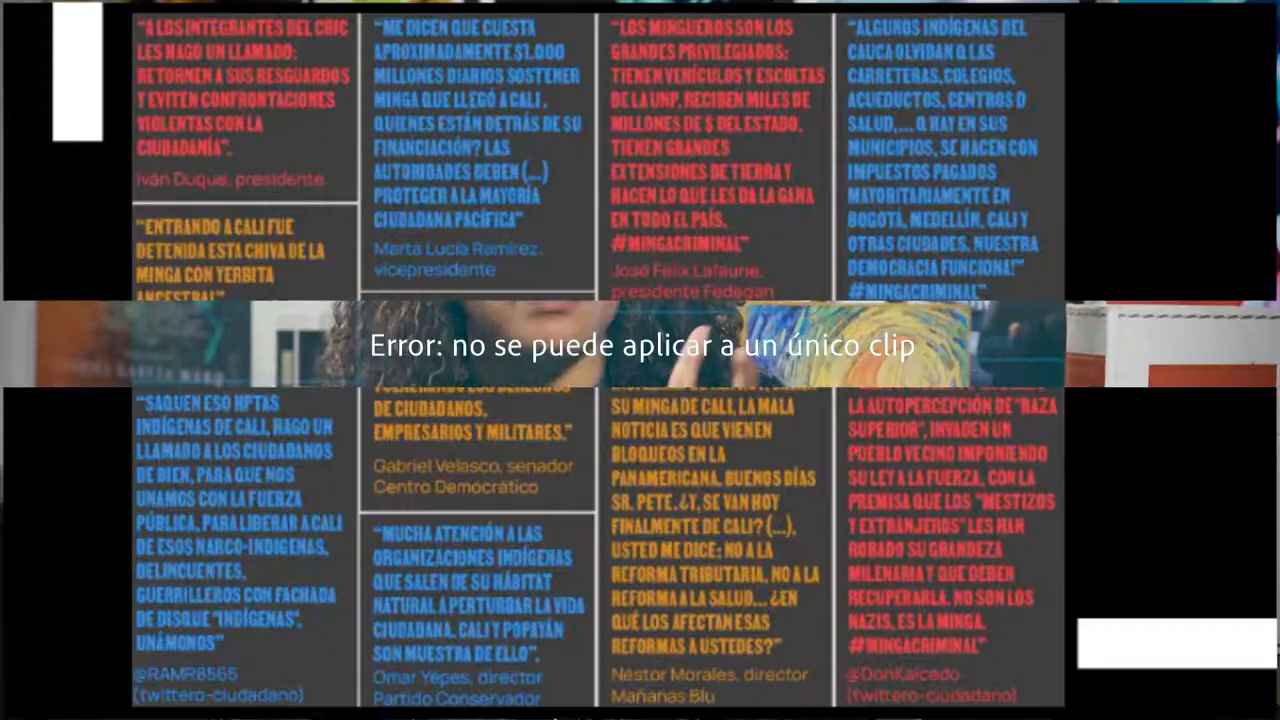 “A LOS INTEGRANTES DEL CRIC
LES HAGO UN LLAMADO:
RETORNEN A SUS RESGUARDOS
Y EVITEN CONFRONTACIONES
VIOLENTAS CON LA
CIUDADANÍA”.
Iván Duque, presidente.
“ENTRANDO A CALI FUE
DETENIDA ESTA CHIVA DE LA
MINGA CON YERBITA
ANCESTRAL”
“SAQUEN ESO HPTAS
INDÍGENAS DE CALI, HAGO UN
LLAMADO A LOS CIUDADANOS
DE BIEN, PARA QUE NOS
UNAMOS CON LA FUERZA
PÚBLICA, PARA LIBERAR A CALI
DE ESOS NARCO-INDIGENAS,
DELINCUENTES,
GUERRILLEROS CON FACHADA
DE DISQUE “INDÍGENAS”,
UNÁMONOS”
@RAMR8565
(twittero-ciudadano)
“ME DICEN QUE CUESTA
APROXIMADAMENTE $1.000
MILLONES DIARIOS SOSTENER
MINGA QUE LLEGÓ A CALI .
QUIENES ESTÁN DETRÁS DE SU
FINANCIACIÓN? LAS
AUTORIDADES DEBEN (...)
PROTEGER A LA MAYORÍA
CIUDADANA PACÍFICA”
Marta Lucía Ramírez,
vicepresidente
VULNERANDO LOS DERECHOS
DE CIUDADANOS,
EMPRESARIOS Y MILITARES.”
Gabriel Velasco, senador
Centro Democrático
“MUCHA ATENCIÓN A LAS
ORGANIZACIONES INDÍGENAS
QUE SALEN DE SU HÁBITAT
NATURAL A PERTURBAR LA VIDA
CIUDADANA. CALI Y POPAYÁN
SON MUESTRA DE ELLO”.
Omar Yepes, director
Partido Conservador
“LOS MINGUEROS SON LOS
GRANDES PRIVILEGIADOS:
TIENEN VEHÍCULOS Y ESCOLTAS
DE LA UNP, RECIBEN MILES DE
MILLONES DE $ DEL ESTADO,
TIENEN GRANDES
EXTENSIONES DE TIERRA Y
HACEN LO QUE LES DA LA GANA
EN TODO EL PAÍS.
#MINGACRIMINAL”
José Félix Lafaurie,
presidente Fedegan
SU MINGA DE CALI, LA MALA
NOTICIA ES QUE VIENEN
BLOQUEOS EN LA
PANAMERICANA. BUENOS DÍAS
SR. PETE. ¿Y, SE VAN HOY
FINALMENTE DE CALI? (...).
USTED ME DICE: NO A LA
REFORMA TRIBUTARIA, NO A LA
REFORMA A LA SALUD... ¿EN
QUÉ LOS AFECTAN ESAS
REFORMAS A USTEDES?”
Néstor Morales, director
Mañanas Blu
“ALGUNOS INDÍGENAS DEL
CAUCA OLVIDAN Q LAS
CARRETERAS, COLEGIOS,
ACUEDUCTOS, CENTROS D
SALUD,.... Q HAY EN SUS
MUNICIPIOS, SE HACEN CON
IMPUESTOS PAGADOS
MAYORITARIAMENTE EN
BOGOTÁ, MEDELLÍN, CALI Y
OTRAS CIUDADES, NUESTRA
DEMOCRACIA FUNCIONA!”
#MINGACRIMINAL”
LA AUTOPERCEPCIÓN DE “RAZA
SUPERIOR”, INVADEN UN
PUEBLO VECINO IMPONIENDO
SU LEY A LA FUERZA, CON LA
PREMISA QUE LOS “MESTIZOS
Y EXTRANJEROS” LES HAN
ROBADO SU GRANDEZA
MILENARIA Y QUE DEBEN
RECUPERARLA. NO SON LOS
NAZIS, ES LA MINGA.
#MINGACRIMINAL”
@DonKaicedo
(twittero-ciudadano)
Error: no se puede aplicar a un único clip